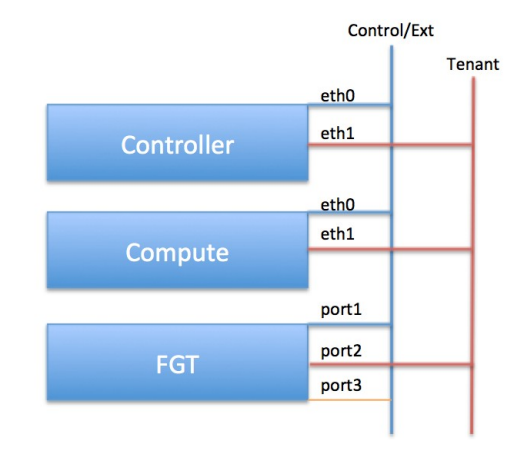 Control/Ext
Tenant
eth0
eth1
Controller
eth0
eth1
Compute
port1
port2
port3
FGT